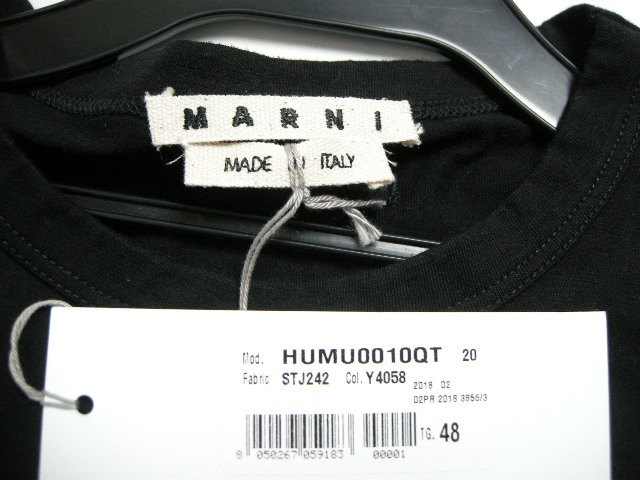 MARNI
MADE IN ITALY
Mod. HUMU0010QT 20
Fabric STJ242 Col. Y4058 2018 02
02PR 2018 3856/3
TG. 48
8 050267 059183 00001